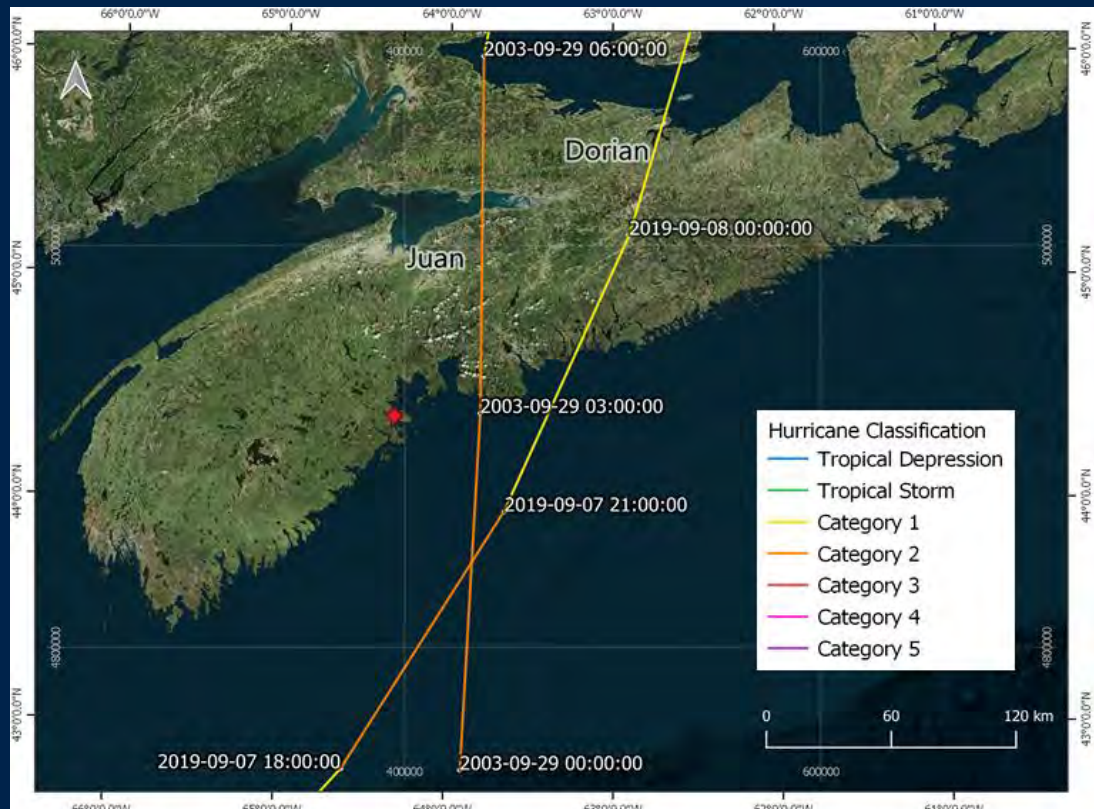 66°0.0'0"W
65°0.0'0"W
64°0.0'0"W
63°0.0'0"W
62°0.0'0"W
61°0.0'0"W
46°0.0'0"N
400000
2003-09-29 06:00:00
600000
46°0.0'0"N
Dorian
2019-09-08 00:00:00
5000000
5000000
Juan
45°0.0'0"N
45°0.0'0"N
2003-09-29 03:00:00
Hurricane Classification
Tropical Depression
Tropical Storm
44°0.0'0"N
2019-09-07 21:00:00
44°0.0'0"N
Category 1
Category 2
Category 3
Category 4
Category 5
4800000
4800000
43°0.0'0"N
43°0.0'0"N
0
60
120 km
2019-09-07 18:00:00
400000
2003-09-29 00:00:00
600000